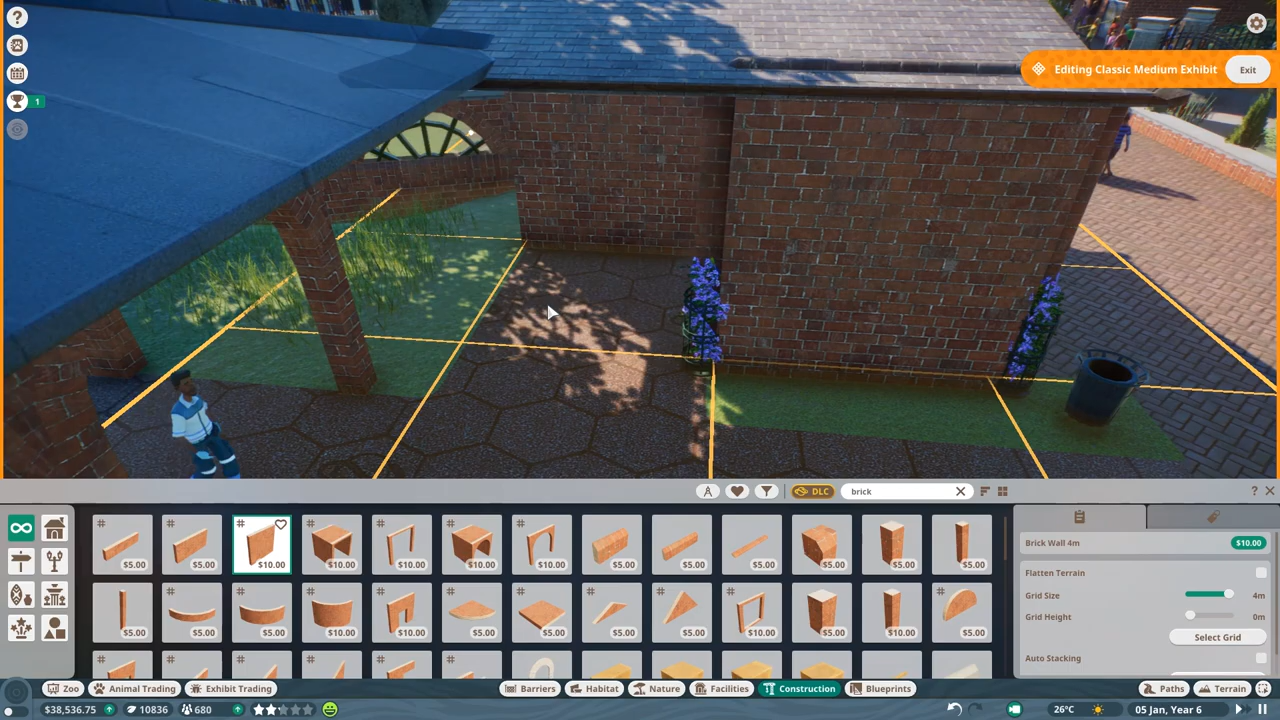 ?
Editing Classic Medium Exhibit Exit
1
DLC brick ? ×
$5.00 $5.00 $10.00 $10.00 $10.00 $10.00 $10.00 $5.00 $5.00 $5.00 $5.00 $5.00 $5.00
$5.00 $5.00 $5.00 $10.00 $10.00 $5.00 $5.00 $5.00 $5.00 $10.00 $5.00 $10.00 $5.00
Brick Wall 4m $10.00
Flatten Terrain
Grid Size 4m
Grid Height 0m
Select Grid
Auto Stacking
Zoo Animal Trading Exhibit Trading Barriers Habitat Nature Facilities Construction Blueprints Paths Terrain
$38,536.75 10836 680 26°C 05 Jan, Year 6